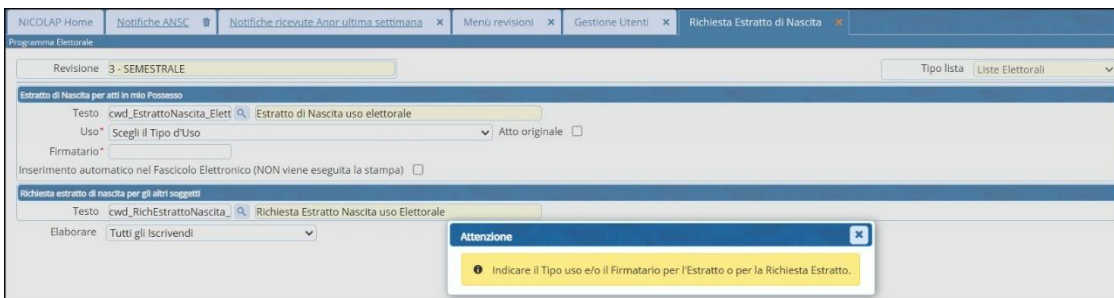 NICOLAP Home Notifiche ANSC Notifiche ricevute Anpr ultima settimana Menù revisioni Gestione Utenti Richiesta Estratto di Nascita
Programma Elettorale
Revisione 3 - SEMESTRALE Tipo lista Liste Elettorali
Estratto di Nascita per atti in mio Possesso
Testo cwd_EstrattoNascita_Elett Estratto di Nascita uso elettorale
Uso* Scegli il Tipo d'Uso Atto originale
Firmatario*
Inserimento automatico nel Fascicolo Elettronico (NON viene eseguita la stampa)
Richiesta estratto di nascita per gli altri soggetti
Testo cwd_RichEstrattoNascita_ Richiesta Estratto Nascita uso Elettorale
Elaborare Tutti gli Iscrivendi
Attenzione
Indicare il Tipo uso e/o il Firmatario per l'Estratto o per la Richiesta Estratto.